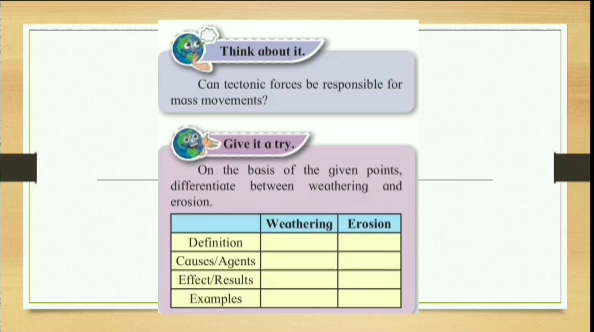 Think about it.
Can tectonic forces be responsible for
mass movements?
Give it a try.
On the basis of the given points,
differentiate between weathering and
erosion.
Weathering Erosion
Definition
Causes/Agents
Effect/Results
Examples